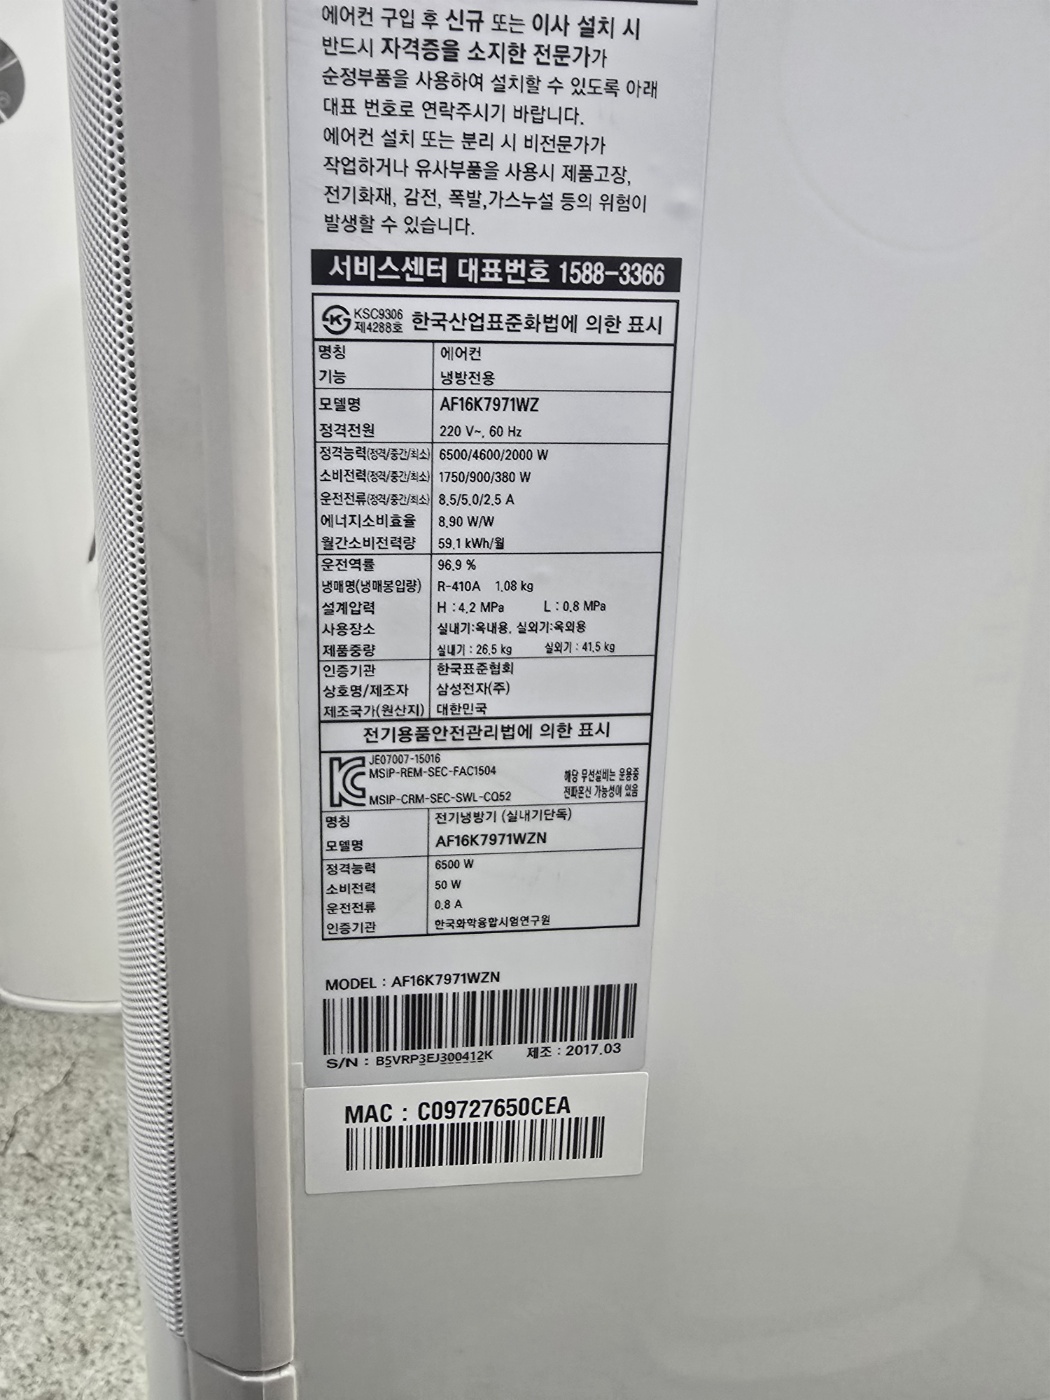 에어컨 구입 후 신규 또는 이사 설치 시
반드시 자격증을 소지한 전문가가
순정부품을 사용하여 설치할 수 있도록 아래
대표 번호로 연락주시기 바랍니다.
에어컨 설치 또는 분리 시 비전문가가
작업하거나 유사부품을 사용시 제품고장,
전기화재, 감전, 폭발,가스누설 등의 위험이
발생할 수 있습니다.
서비스센터 대표번호 1588-3366
KSC9306
제4288호 한국산업표준화법에 의한 표시
명칭 에어컨
기능 냉방전용
모델명 AF16K7971WZ
정격전원 220 V~, 60 Hz
정격능력(정격/중간/최소) 6500/4600/2000 W
소비전력(정격/중간/최소) 1750/900/380 W
운전전류(정격/중간/최소) 8.5/5.0/2.5 A
에너지소비효율 8.90 W/W
월간소비전력량 59.1 kWh/월
운전역률 96.9 %
냉매명(냉매봉입량) R-410A 1.08 kg
설계압력 H : 4.2 MPa L : 0.8 MPa
사용장소 실내기:옥내용, 실외기:옥외용
제품중량 실내기 : 26.5 kg 실외기 : 41.5 kg
인증기관 한국표준협회
상호명/제조자 삼성전자(주)
제조국가(원산지) 대한민국
전기용품안전관리법에 의한 표시
JE07007-15016
MSIP-REM-SEC-FAC1504
MSIP-CRM-SEC-SWL-CQ52
해당 무선설비는 운용중
전파혼신 가능성이 있음
명칭 전기냉방기 (실내기단독)
모델명 AF16K7971WZN
정격능력 6500 W
소비전력 50 W
운전전류 0.8 A
인증기관 한국화학융합시험연구원
MODEL : AF16K7971WZN
S/N : B5VRP3EJ300412K 제조 : 2017.03
MAC : C09727650CEA